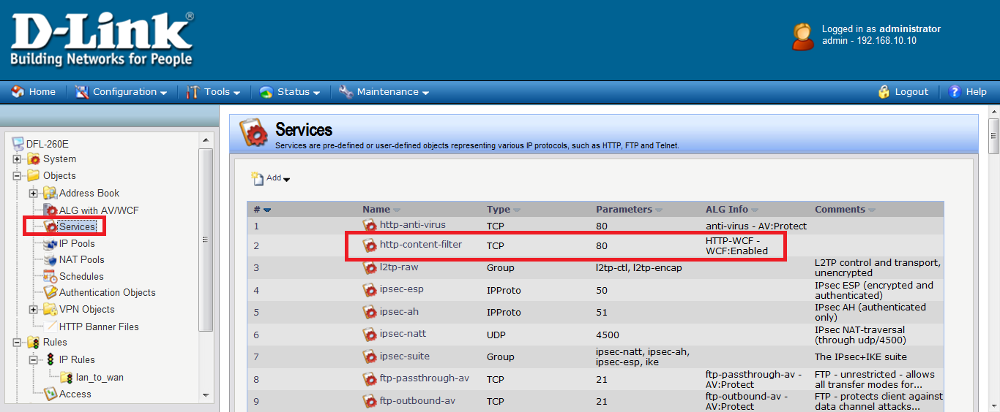 D-Link®
Building Networks for People
Logged in as administrator
admin - 192.168.10.10
Home
Configuration
Tools
Status
Maintenance
Logout
Help
DFL-260E
System
Objects
Address Book
ALG with AV/WCF
Services
IP Pools
NAT Pools
Schedules
Authentication Objects
VPN Objects
HTTP Banner Files
Rules
IP Rules
lan_to_wan
Access
Services
Services are pre-defined or user-defined objects representing various IP protocols, such as HTTP, FTP and Telnet.
Add
# Name Type Parameters ALG Info Comments
1 http-anti-virus TCP 80 anti-virus - AV:Protect
2 http-content-filter TCP 80 HTTP-WCF -
WCF:Enabled
3 l2tp-raw Group l2tp-ctl, l2tp-encap L2TP control and transport,
unencrypted
4 ipsec-esp IPProto 50 IPsec ESP (encrypted and
authenticated)
5 ipsec-ah IPProto 51 IPsec AH (authenticated
only)
6 ipsec-natt UDP 4500 IPsec NAT-traversal
(through udp/4500)
7 ipsec-suite Group ipsec-natt, ipsec-ah,
ipsec-esp, ike The IPsec+IKE suite
8 ftp-passthrough-av TCP 21 ftp-passthrough-av - FTP - unrestricted - allows
AV:Protect all transfer modes for...
9 ftp-outbound-av TCP 21 ftp-outbound-av - FTP - protects client against
AV:Protect data channel attacks...